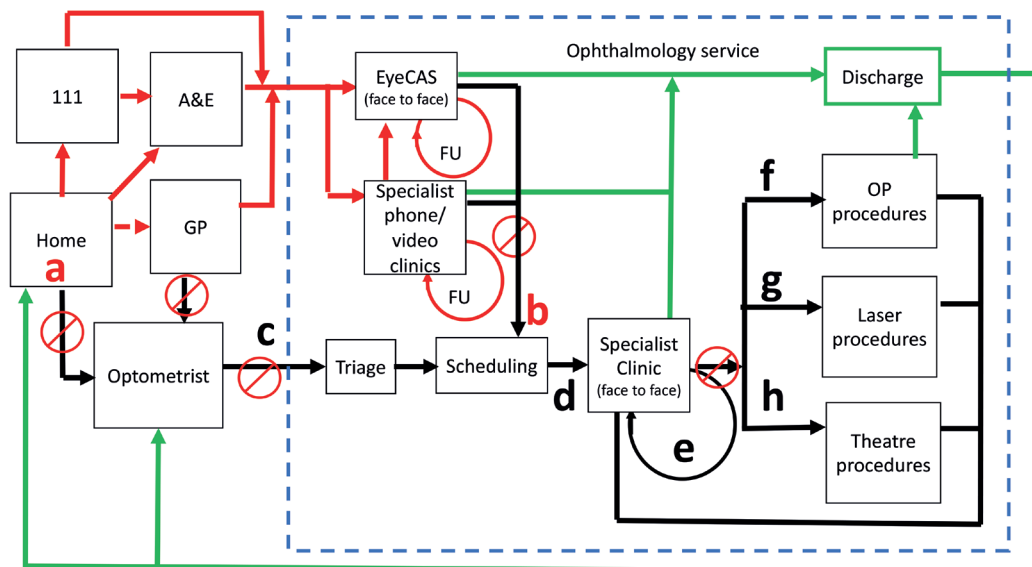 Ophthalmology service
111
A&E
EyeCAS
(face to face)
Discharge
FU
Home
a
GP
Specialist
phone/
video
clinics
FU
b
f
OP
procedures
g
Laser
procedures
c
Optometrist
Triage
Scheduling
d
Specialist
Clinic
(face to face)
e
h
Theatre
procedures